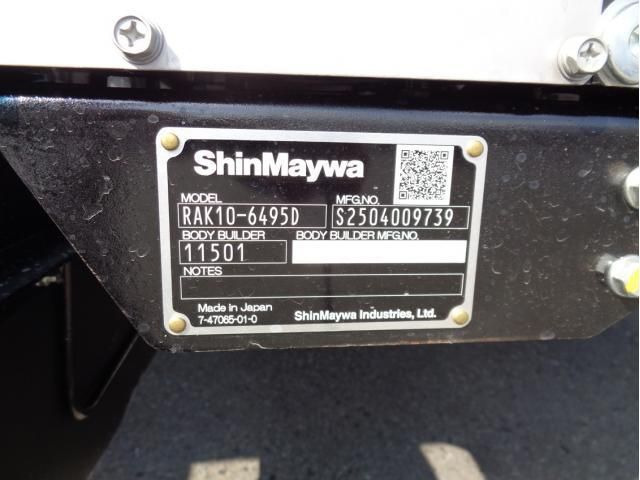 ShinMaywa
MODEL MFG.NO.
RAK10-6495D S2504009739
BODY BUILDER BODY BUILDER MFG.NO.
11501
NOTES
Made in Japan
7-47065-01-0 ShinMaywa Industries, Ltd.